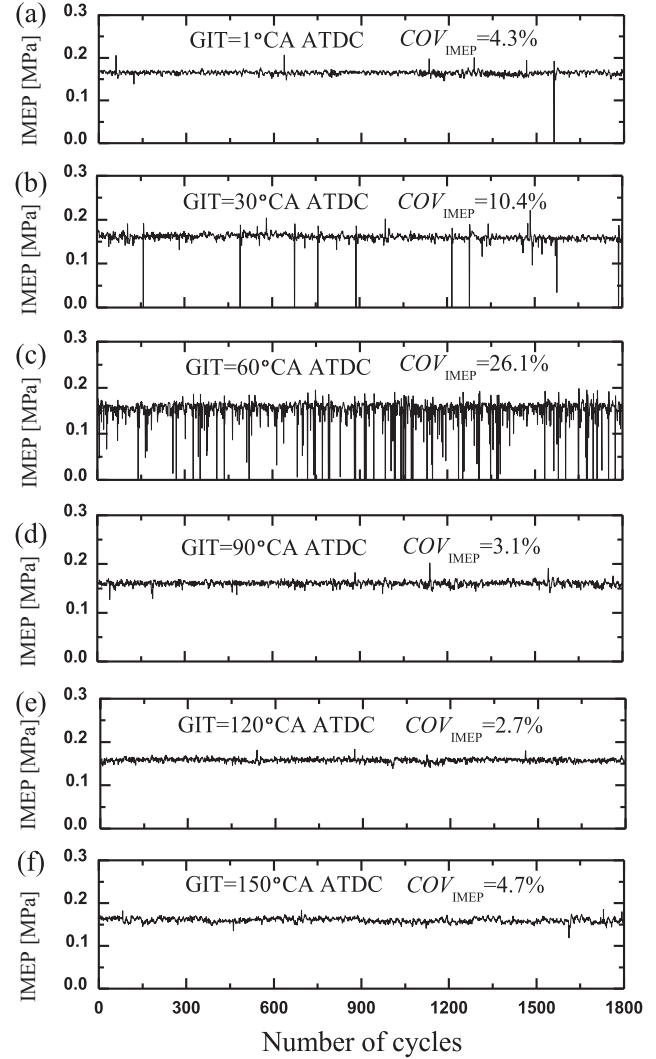 (a)
0.3
0.2
0.1
0.0
IMEP [MPa]
GIT=1°CA ATDC COV_IMEP=4.3%
(b)
0.3
0.2
0.1
0.0
IMEP [MPa]
GIT=30°CA ATDC COV_IMEP=10.4%
(c)
0.3
0.2
0.1
0.0
IMEP [MPa]
GIT=60°CA ATDC COV_IMEP=26.1%
(d)
0.3
0.2
0.1
0.0
IMEP [MPa]
GIT=90°CA ATDC COV_IMEP=3.1%
(e)
0.3
0.2
0.1
0.0
IMEP [MPa]
GIT=120°CA ATDC COV_IMEP=2.7%
(f)
0.3
0.2
0.1
0.0
IMEP [MPa]
GIT=150°CA ATDC COV_IMEP=4.7%
0 300 600 900 1200 1500 1800
Number of cycles